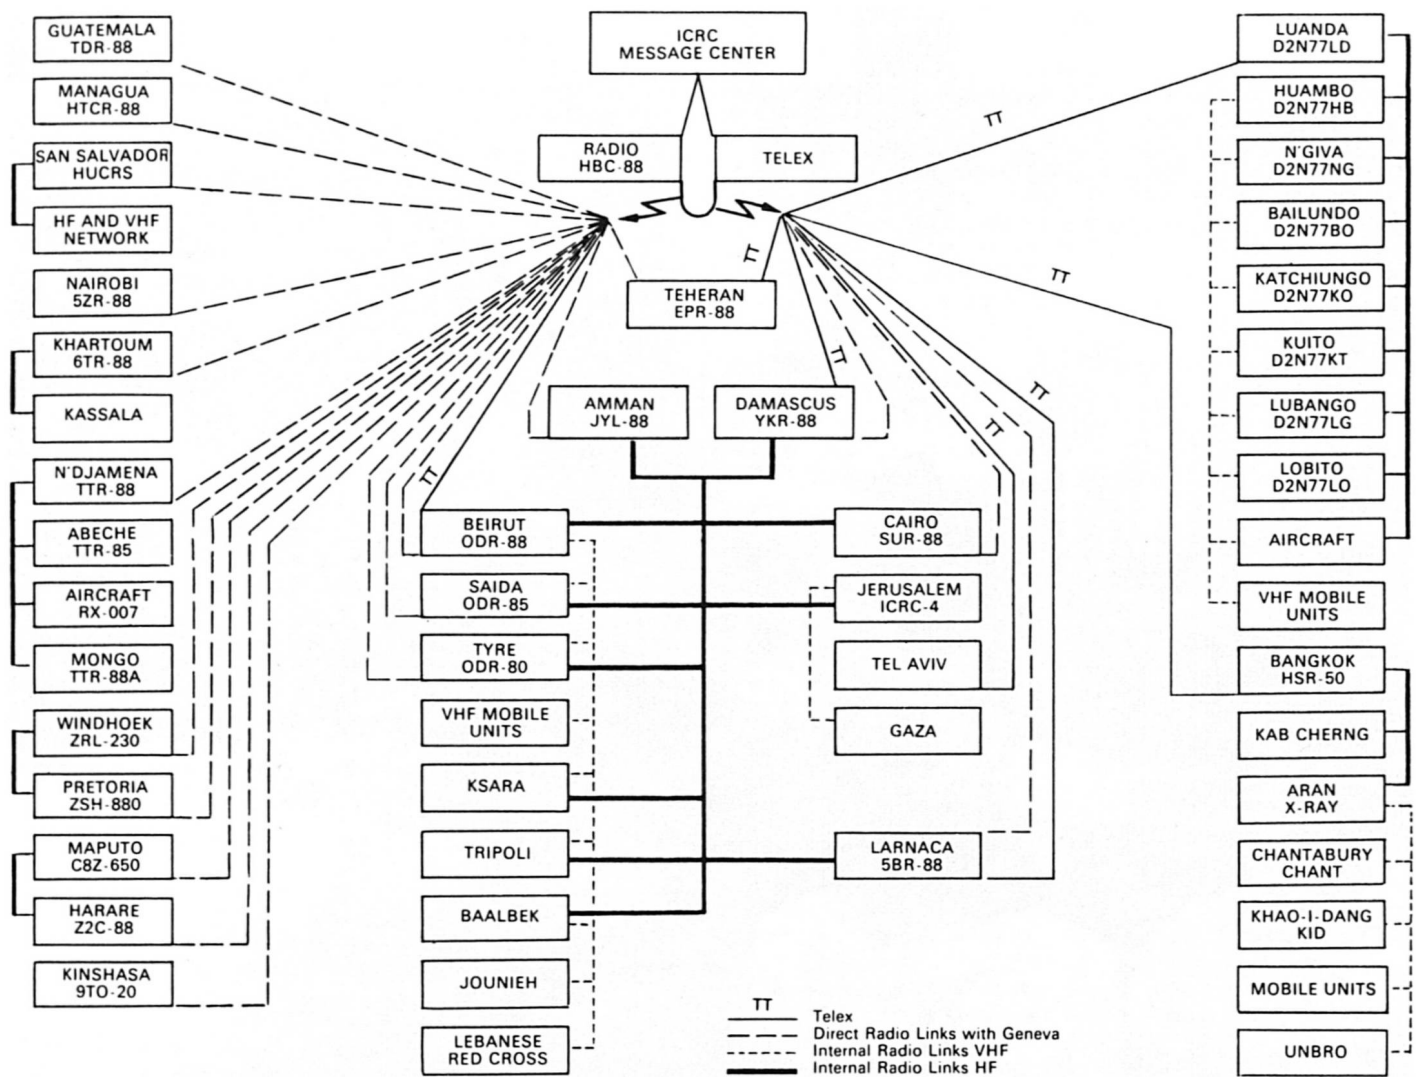 GUATEMALA
TDR-88
MANAGUA
HTCR-88
SAN SALVADOR
HUCRS
HF AND VHF
NETWORK
NAIROBI
5ZR-88
KHARTOUM
6TR-88
KASSALA
N'DJAMENA
TTR-88
ABECHE
TTR-85
AIRCRAFT
RX-007
MONGO
TTR-88A
WINDHOEK
ZRL-230
PRETORIA
ZSH-880
MAPUTO
C8Z-650
HARARE
Z2C-88
KINSHASA
9TO-20
ICRC
MESSAGE CENTER
RADIO
HBC-88
TELEX
TT
TEHERAN
EPR-88
TT
AMMAN
JYL-88
DAMASCUS
YKR-88
TT
BEIRUT
ODR-88
SAIDA
ODR-85
TYRE
ODR-80
VHF MOBILE
UNITS
KSARA
TRIPOLI
BAALBEK
JOUNIEH
LEBANESE
RED CROSS
TT
TT
CAIRO
SUR-88
JERUSALEM
ICRC-4
TEL AVIV
GAZA
LARNACA
5BR-88
TT
TT
LUANDA
D2N77LD
HUAMBO
D2N77HB
N'GIVA
D2N77NG
BAILUNDO
D2N77BO
KATCHIUNGO
D2N77KO
KUITO
D2N77KT
LUBANGO
D2N77LG
LOBITO
D2N77LO
AIRCRAFT
VHF MOBILE
UNITS
BANGKOK
HSR-50
KAB CHERNG
ARAN
X-RAY
CHANTABURY
CHANT
KHAO-I-DANG
KID
MOBILE UNITS
UNBRO
TT
Telex
Direct Radio Links with Geneva
Internal Radio Links VHF
Internal Radio Links HF